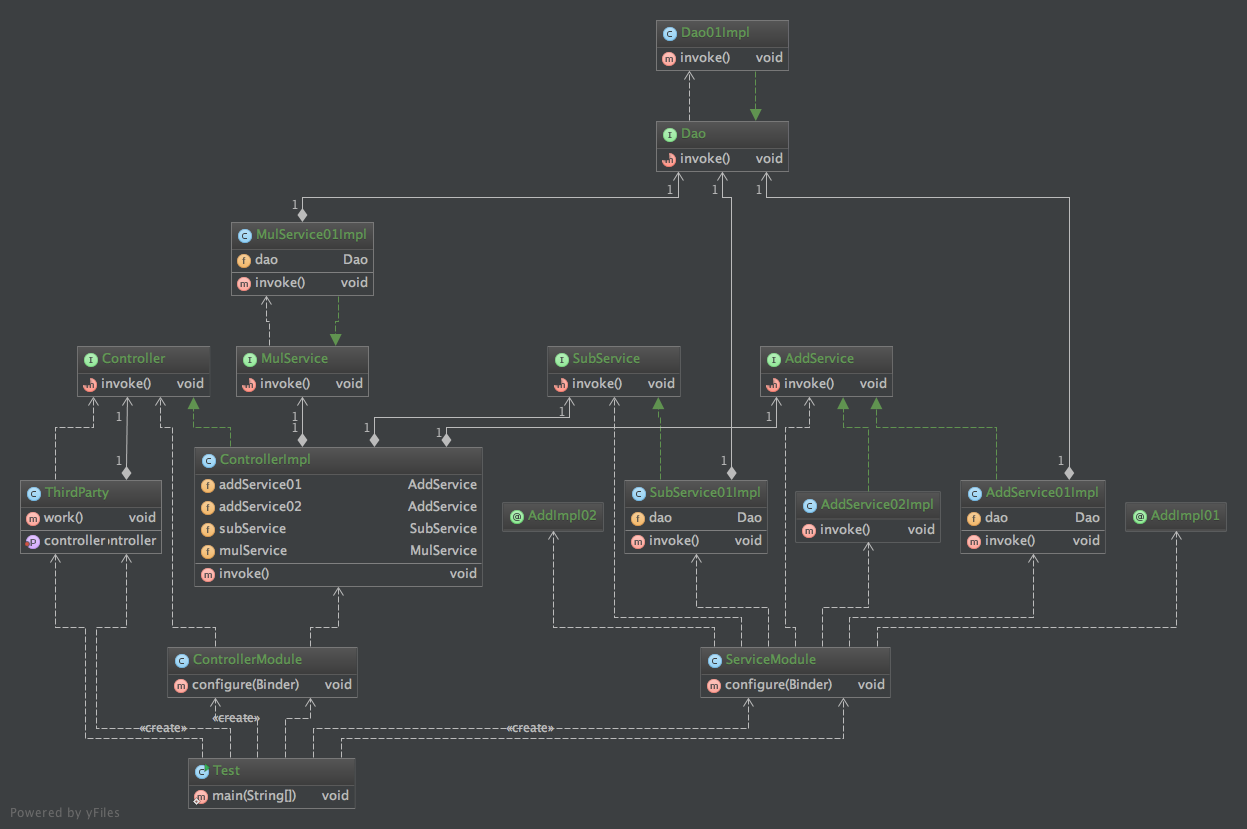 Dao01Impl
invoke() void
Dao
invoke() void
1 1 1
1
MulService01Impl
dao Dao
invoke() void
Controller
invoke() void
MulService
invoke() void
SubService
invoke() void
AddService
invoke() void
1 1 1 1
1 1 1
1 1 1
ControllerImpl
addService01 AddService
addService02 AddService
subService SubService
mulService MulService
invoke() void
ThirdParty
work() void
controller ntroller
AddImpl02
SubService01Impl
dao Dao
invoke() void
AddService02Impl
invoke() void
AddService01Impl
dao Dao
invoke() void
AddImpl01
ControllerModule
configure(Binder) void
ServiceModule
configure(Binder) void
«create»
«create» «create»
Test
main(String[]) void
Powered by yFiles